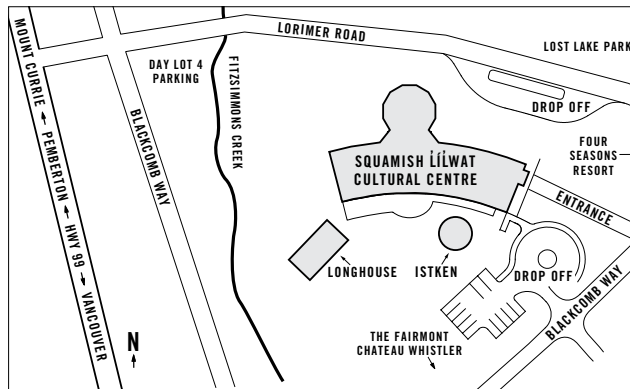 LORIMER ROAD
LOST LAKE PARK
DAY LOT 4
PARKING
FITZSIMMONS CREEK
DROP OFF
MOUNT CURRIE ← PEMBERTON ← HWY 99 → VANCOUVER
BLACKCOMB WAY
SQUAMISH LÍL̓WAT
CULTURAL CENTRE
FOUR
SEASONS
RESORT
ENTRANCE
LONGHOUSE
ISTKEN
DROP OFF
BLACKCOMB WAY
THE FAIRMONT
CHATEAU WHISTLER
N